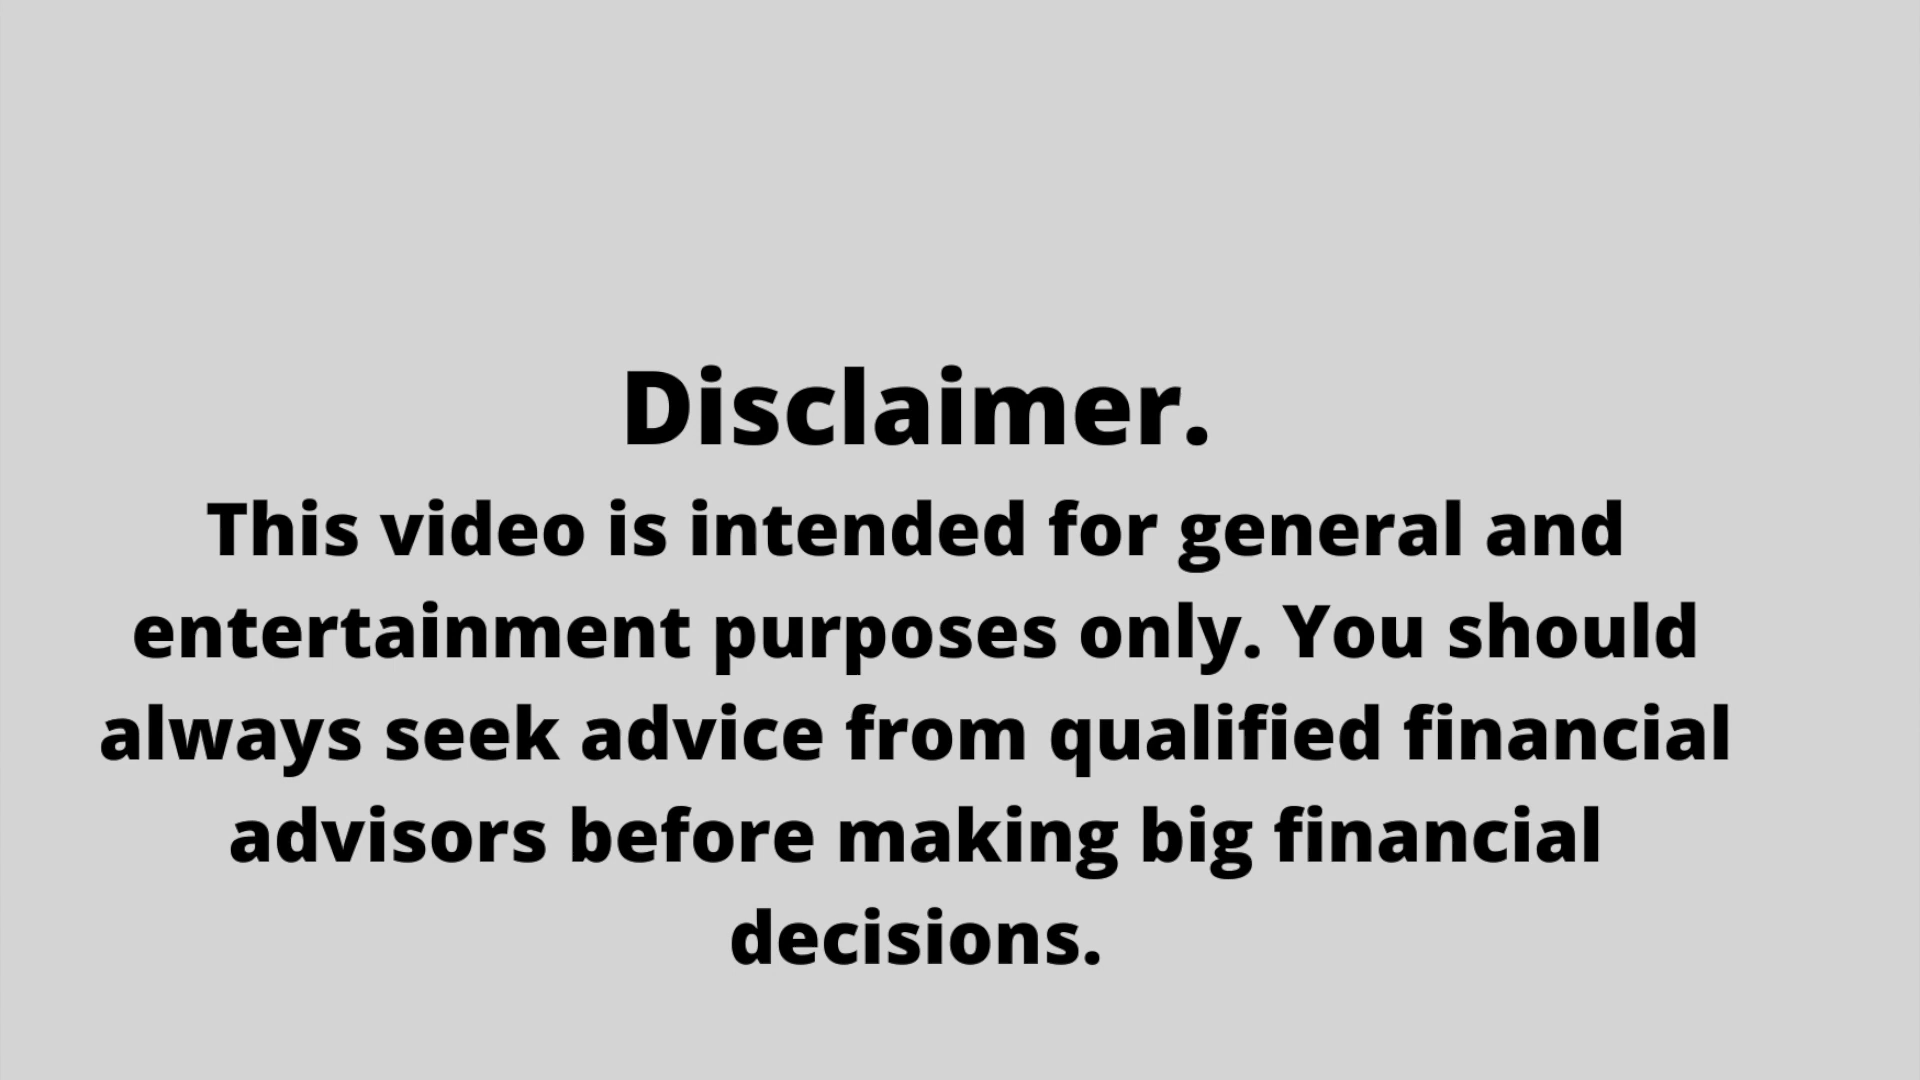 Disclaimer.
This video is intended for general and
entertainment purposes only. You should
always seek advice from qualified financial
advisors before making big financial
decisions.